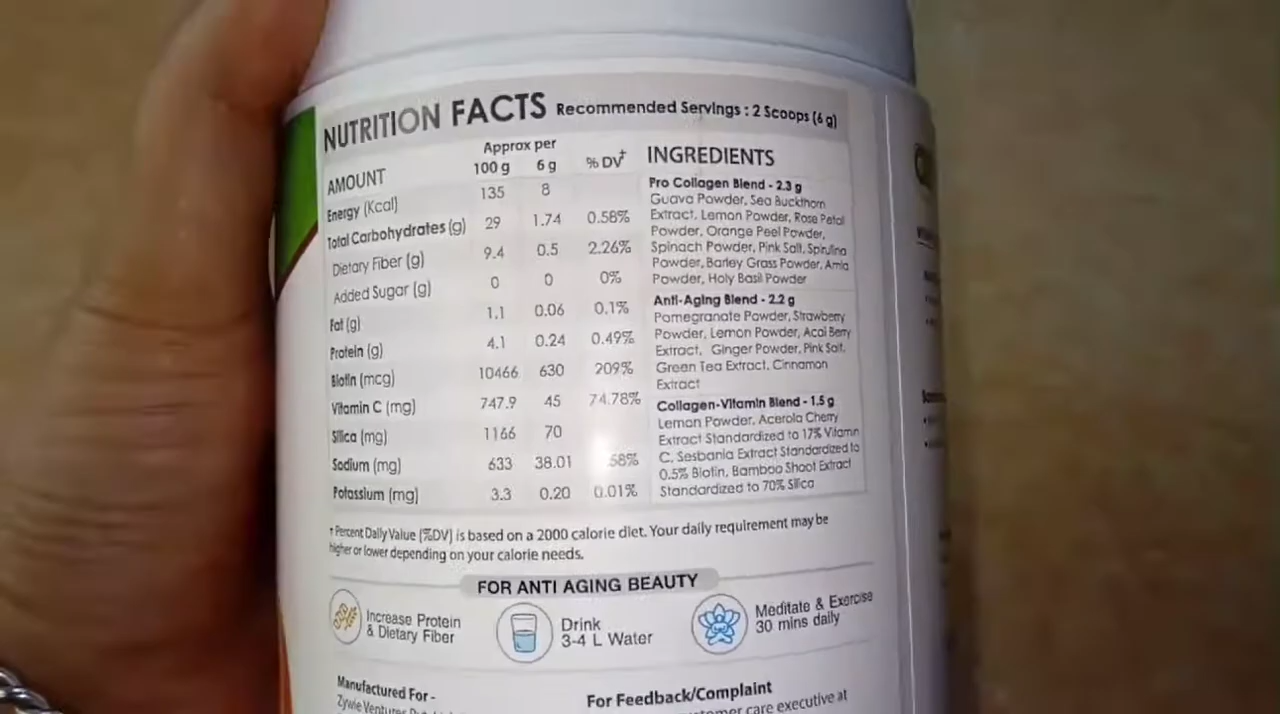 NUTRITION FACTS Recommended Servings : 2 Scoops (6 g)
AMOUNT Approx per
100 g 6 g % DV†
Energy (Kcal) 135 8
Total Carbohydrates (g) 29 1.74 0.58%
Dietary Fiber (g) 9.4 0.5 2.26%
Added Sugar (g) 0 0 0%
Fat (g) 1.1 0.06 0.1%
Protein (g) 4.1 0.24 0.49%
Biotin (mcg) 10466 630 209%
Vitamin C (mg) 747.9 45 74.78%
Silica (mg) 1166 70
Sodium (mg) 633 38.01 .58%
Potassium (mg) 3.3 0.20 0.01%
INGREDIENTS
Pro Collagen Blend - 2.3 g
Guava Powder, Sea Buckthorn
Extract, Lemon Powder, Rose Petal
Powder, Orange Peel Powder,
Spinach Powder, Pink Salt, Spirulina
Powder, Barley Grass Powder, Amla
Powder, Holy Basil Powder
Anti-Aging Blend - 2.2 g
Pomegranate Powder, Strawberry
Powder, Lemon Powder, Acai Berry
Extract, Ginger Powder, Pink Salt,
Green Tea Extract, Cinnamon
Extract
Collagen-Vitamin Blend - 1.5 g
Lemon Powder, Acerola Cherry
Extract Standardized to 17% Vitamin
C, Sesbania Extract Standardized to
0.5% Biotin, Bamboo Shoot Extract
Standardized to 70% Silica
† Percent Daily Value (%DV) is based on a 2000 calorie diet. Your daily requirement may be
higher or lower depending on your calorie needs.
FOR ANTI AGING BEAUTY
Increase Protein
& Dietary Fiber
Drink
3-4 L Water
Meditate & Exercise
30 mins daily
Manufactured For -
Zywie Ventures
For Feedback/Complaint
customer care executive at